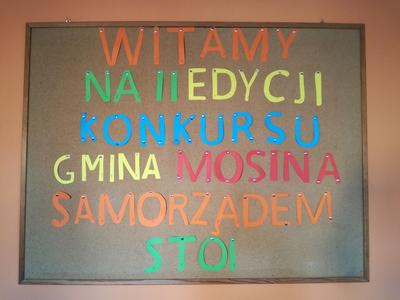 WITAMY
NA II EDYCJI
KONKURSU
GMINA MOSINA
SAMORZĄDEM
STOI